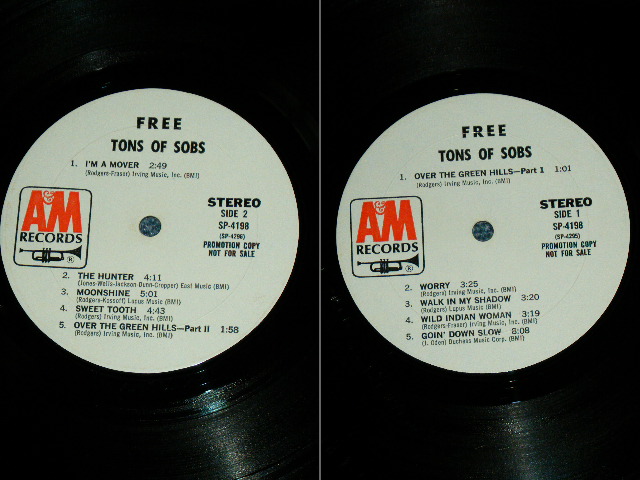 FREE
TONS OF SOBS
1. I'M A MOVER 2:49
(Rodgers-Fraser) Irving Music, Inc. (BMI)
A&M
RECORDS
®
STEREO
SIDE 2
SP-4198
(SP-4296)
PROMOTION COPY
NOT FOR SALE
2. THE HUNTER 4:11
(Jones-Wells-Jackson-Dunn-Cropper) East Music (BMI)
3. MOONSHINE 5:01
(Rodgers-Kossoff) Lupus Music (BMI)
4. SWEET TOOTH 4:43
(Rodgers) Irving Music, Inc. (BMI)
5. OVER THE GREEN HILLS—Part II 1:58
(Rodgers) Irving Music, Inc. (BMI)
FREE
TONS OF SOBS
1. OVER THE GREEN HILLS—Part I 1:01
(Rodgers) Irving Music, Inc. (BMI)
A&M
RECORDS
®
STEREO
SIDE 1
SP-4198
(SP-4295)
PROMOTION COPY
NOT FOR SALE
2. WORRY 3:25
(Rodgers) Irving Music, Inc. (BMI)
3. WALK IN MY SHADOW 3:20
(Rodgers) Lupus Music (BMI)
4. WILD INDIAN WOMAN 3:19
(Rodgers-Fraser) Irving Music, Inc. (BMI)
5. GOIN' DOWN SLOW 8:08
(J. Oden) Duchess Music Corp. (BMI)